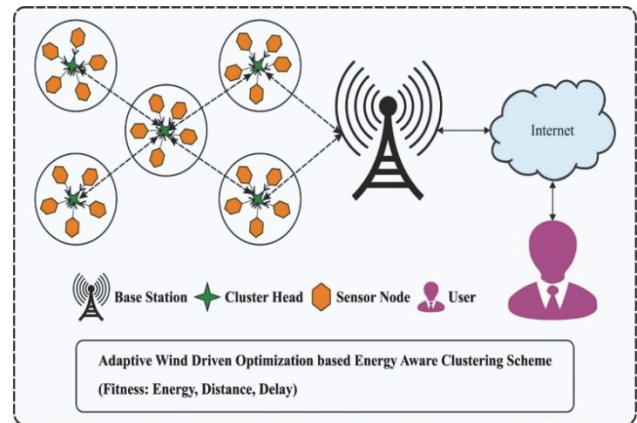 Internet
Base Station
Cluster Head
Sensor Node
User
Adaptive Wind Driven Optimization based Energy Aware Clustering Scheme
(Fitness: Energy, Distance, Delay)